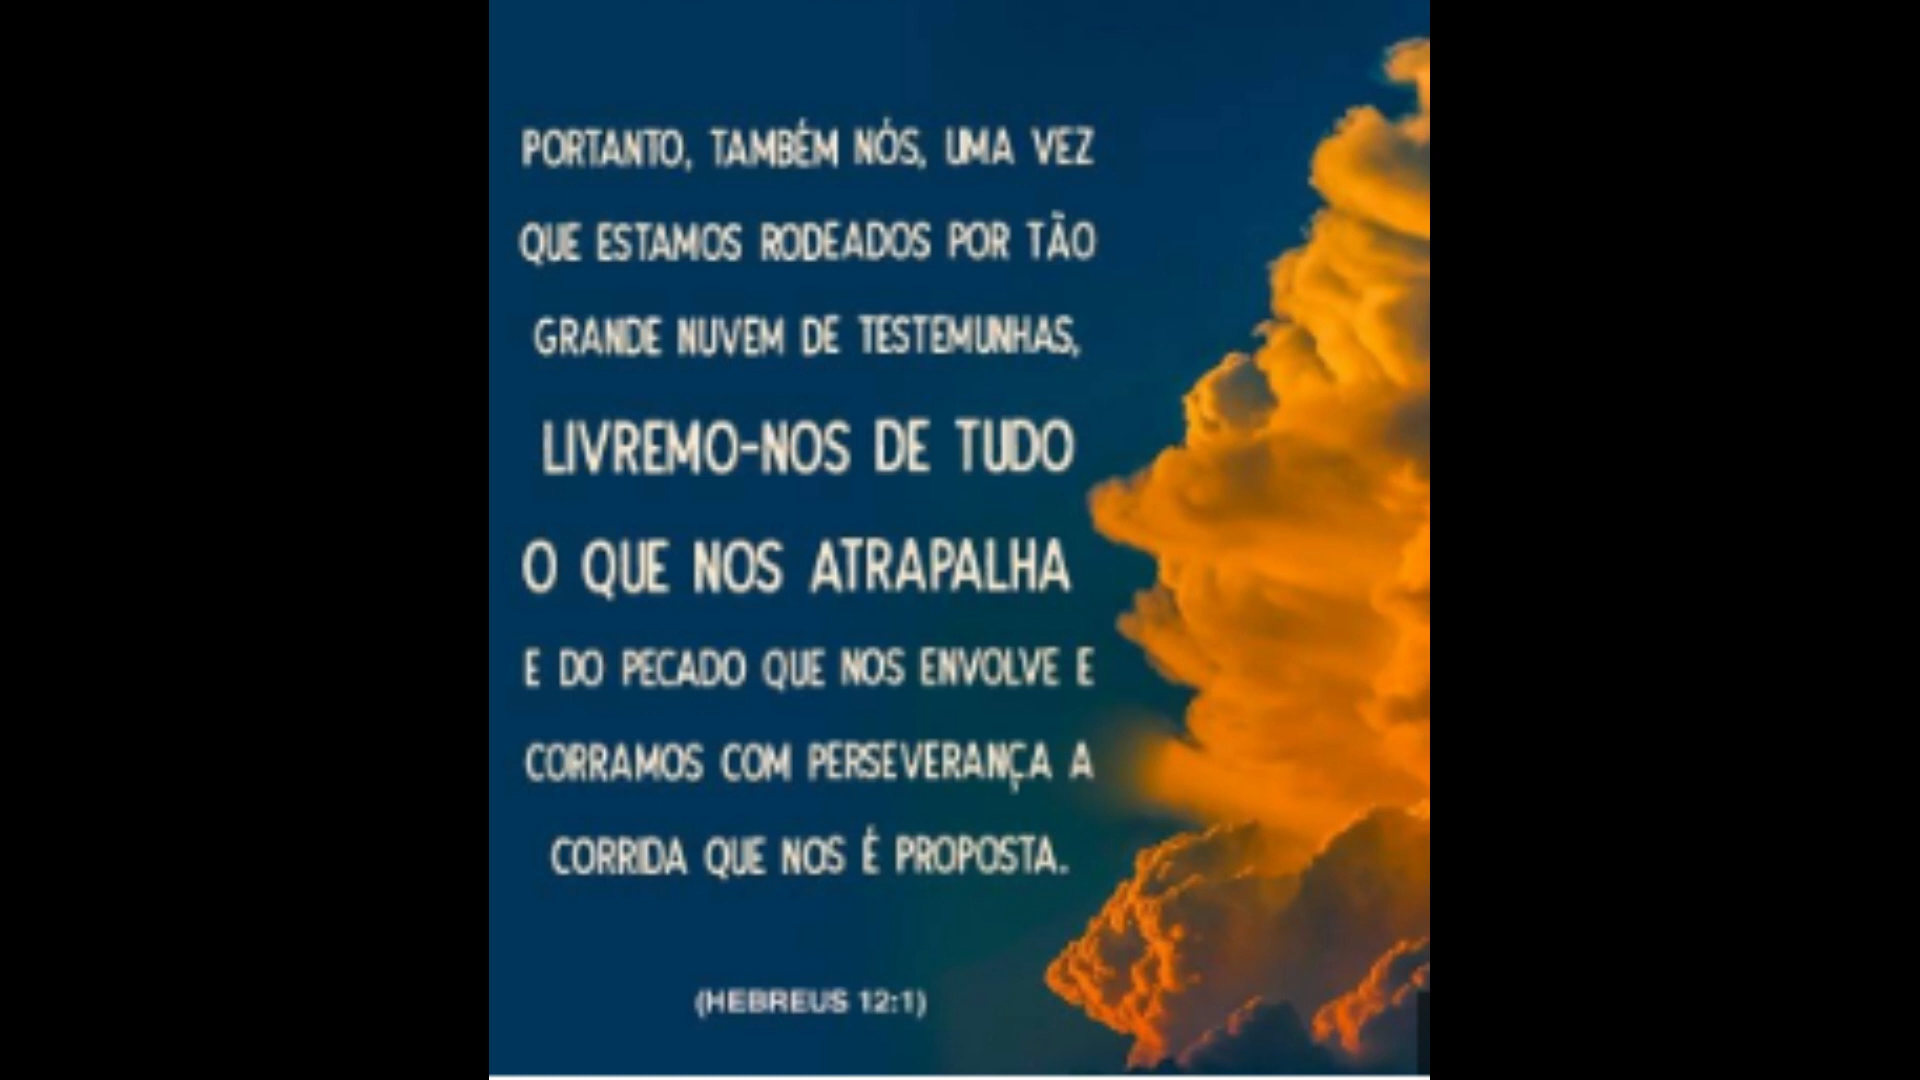 PORTANTO, TAMBÉM NÓS, UMA VEZ
QUE ESTAMOS RODEADOS POR TÃO
GRANDE NUVEM DE TESTEMUNHAS,
LIVREMO-NOS DE TUDO
O QUE NOS ATRAPALHA
E DO PECADO QUE NOS ENVOLVE E
CORRAMOS COM PERSEVERANÇA A
CORRIDA QUE NOS É PROPOSTA.
(HEBREUS 12:1)